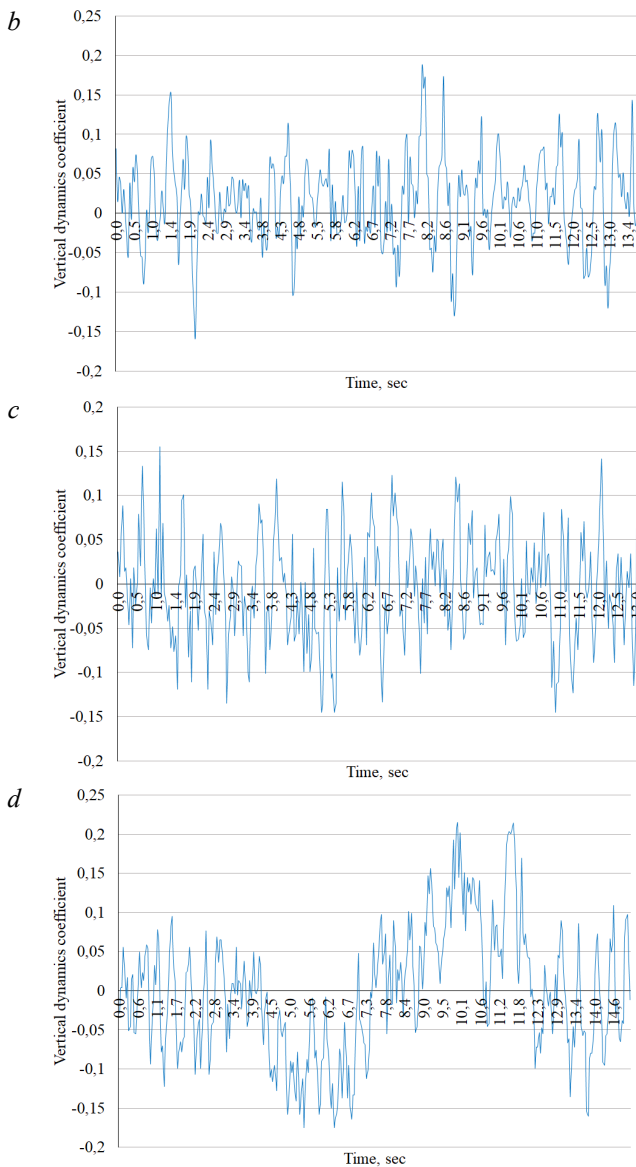 b
0,25
0,2
0,15
0,1
0,05
0
-0,05
-0,1
-0,15
-0,2
Vertical dynamics coefficient
0,0 0,5 1,0 1,4 1,9 2,4 2,9 3,4 3,8 4,3 4,8 5,3 5,8 6,2 6,7 7,2 7,7 8,2 8,6 9,1 9,6 10,1 10,6 11,0 11,5 12,0 12,5 13,0 13,4
Time, sec
c
0,2
0,15
0,1
0,05
0
-0,05
-0,1
-0,15
-0,2
Vertical dynamics coefficient
0,0 0,5 1,0 1,4 1,9 2,4 2,9 3,4 3,8 4,3 4,8 5,3 5,8 6,2 6,7 7,2 7,7 8,2 8,6 9,1 9,6 10,1 10,6 11,0 11,5 12,0 12,5 13,0
Time, sec
d
0,25
0,2
0,15
0,1
0,05
0
-0,05
-0,1
-0,15
-0,2
Vertical dynamics coefficient
0,0 0,6 1,1 1,7 2,2 2,8 3,4 3,9 4,5 5,0 5,6 6,2 6,7 7,3 7,8 8,4 9,0 9,5 10,1 10,6 11,2 11,8 12,3 12,9 13,4 14,0 14,6
Time, sec